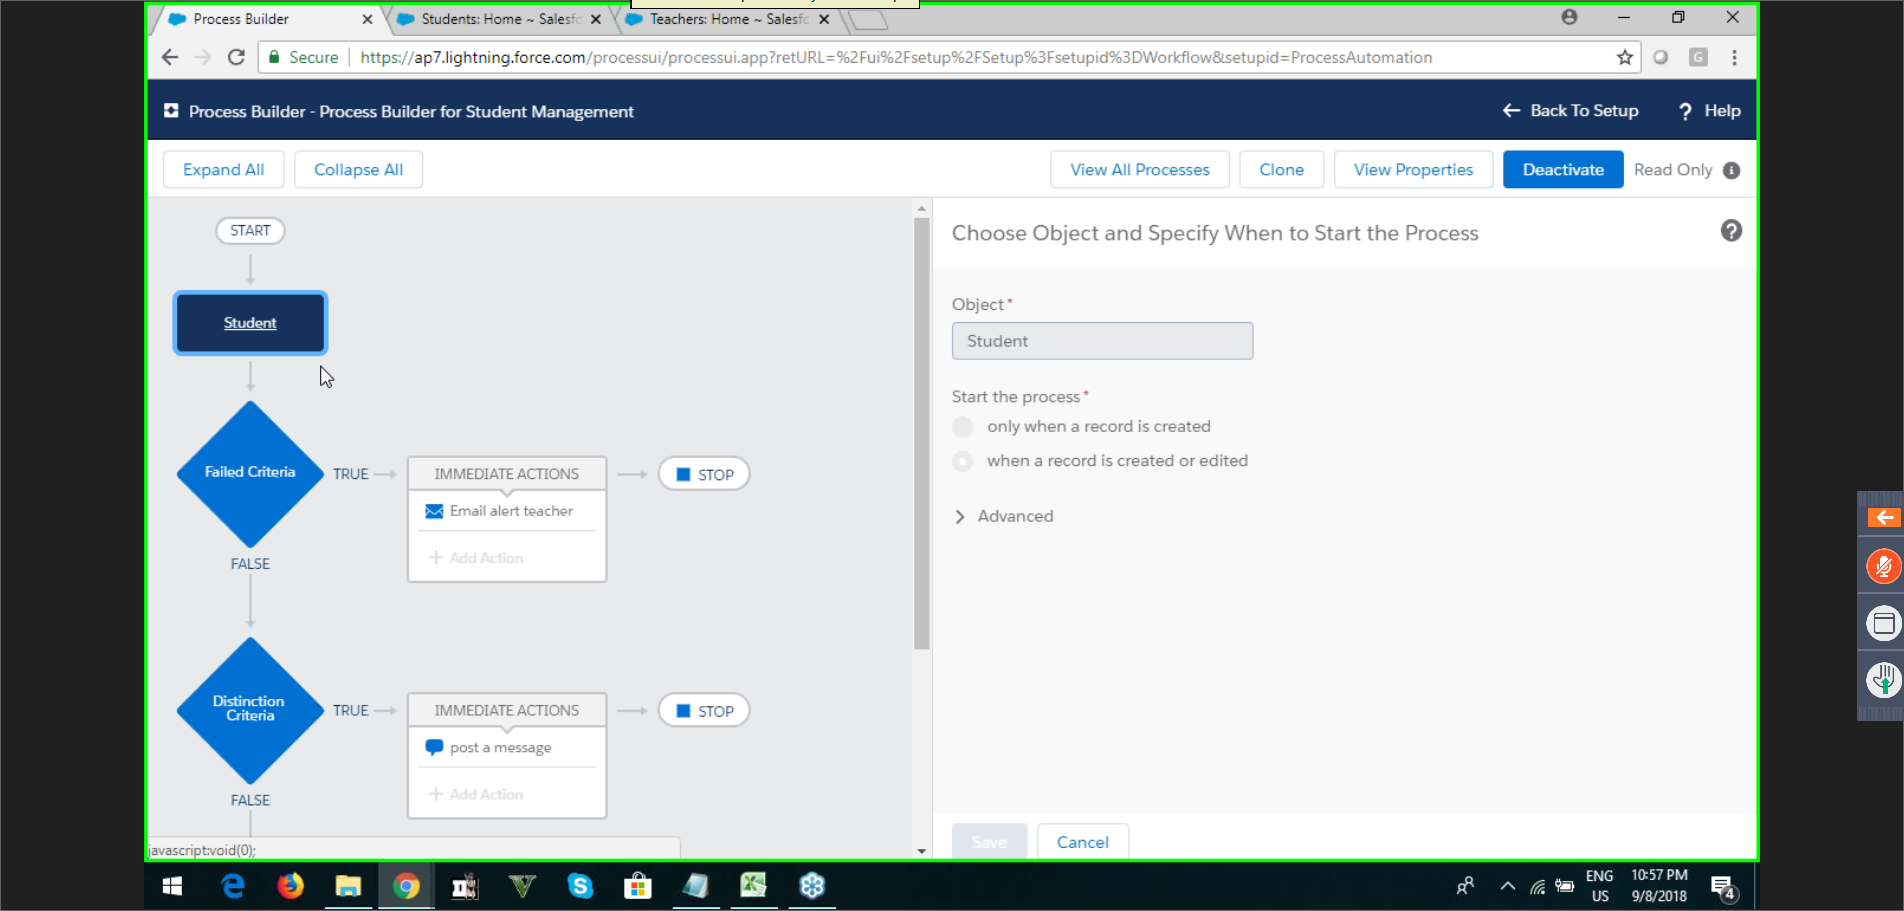 Process Builder
Students: Home ~ Salesfc
Teachers: Home ~ Salesfc
Secure
https://ap7.lightning.force.com/processui/processui.app?retURL=%2Fui%2Fsetup%2FSetup%3Fsetupid%3DWorkflow&setupid=ProcessAutomation
G
Process Builder - Process Builder for Student Management
Back To Setup
? Help
Expand All
Collapse All
View All Processes
Clone
View Properties
Deactivate
Read Only
START
Student
Failed Criteria
TRUE
IMMEDIATE ACTIONS
STOP
Email alert teacher
+ Add Action
FALSE
Distinction
Criteria
TRUE
IMMEDIATE ACTIONS
STOP
post a message
+ Add Action
FALSE
javascript:void(0);
Choose Object and Specify When to Start the Process
Object*
Student
Start the process*
only when a record is created
when a record is created or edited
Advanced
Save
Cancel
ENG
US
10:57 PM
9/8/2018
4